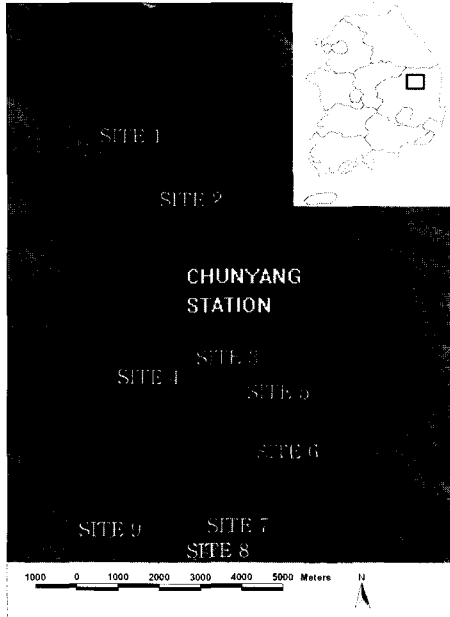 SITE 1
SITE 2
CHUNYANG
STATION
SITE 3
SITE 4
SITE 5
SITE 6
SITE 9
SITE 7
SITE 8
1000 0 1000 2000 3000 4000 5000 Meters
N